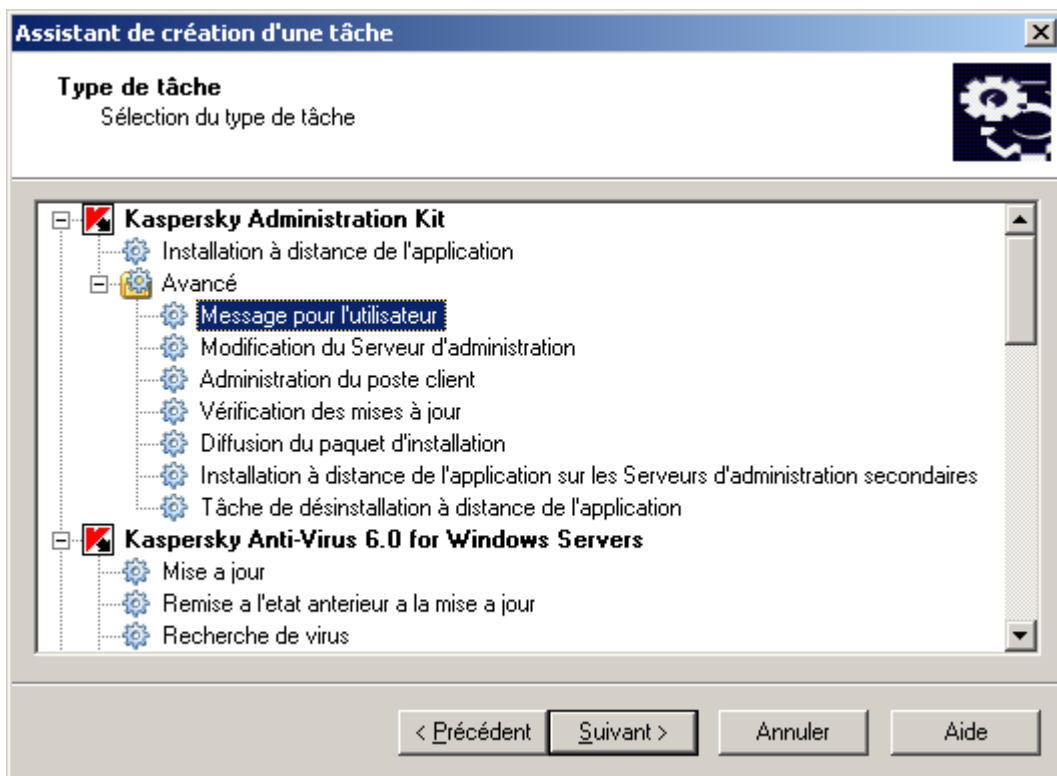 Assistant de création d'une tâche
Type de tâche
Sélection du type de tâche
Kaspersky Administration Kit
Installation à distance de l'application
Avancé
Message pour l'utilisateur
Modification du Serveur d'administration
Administration du poste client
Vérification des mises à jour
Diffusion du paquet d'installation
Installation à distance de l'application sur les Serveurs d'administration secondaires
Tâche de désinstallation à distance de l'application
Kaspersky Anti-Virus 6.0 for Windows Servers
Mise a jour
Remise a l'etat anterieur a la mise a jour
Recherche de virus
< Précédent Suivant > Annuler Aide